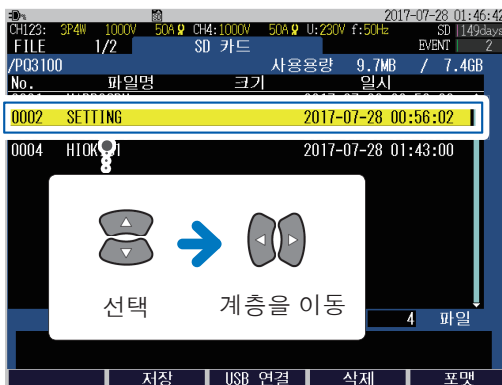 2017-07-28 01:46:42
CH123: 3P4W 1000V 50A CH4:1000V 50A U:230V f:50Hz SD 149days
FILE 1/2 SD 카드 EVENT 2
/PQ3100 사용용량 9.7MB / 7.4GB
No. 파일명 크기 일시
0002 SETTING 2017-07-28 00:56:02
0004 2017-07-28 01:43:00
선택 계층을 이동
4 파일
저장 USB 연결 삭제 포맷